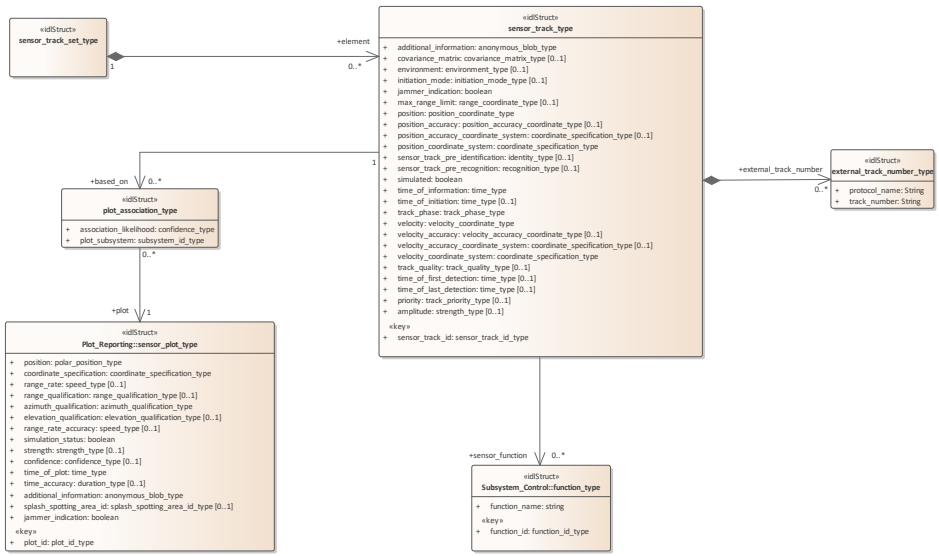 «idlStruct»
sensor_track_set_type
1
+element
0..*
«idlStruct»
sensor_track_type
+ additional_information: anonymous_blob_type
+ covariance_matrix: covariance_matrix_type [0..1]
+ environment: environment_type [0..1]
+ initiation_mode: initiation_mode_type [0..1]
+ jammer_indication: boolean
+ max_range_limit: range_coordinate_type [0..1]
+ position: position_coordinate_type
+ position_accuracy: position_accuracy_coordinate_type [0..1]
+ position_accuracy_coordinate_system: coordinate_specification_type [0..1]
+ position_coordinate_system: coordinate_specification_type
+ sensor_track_pre_identification: identity_type [0..1]
+ sensor_track_pre_recognition: recognition_type [0..1]
+ simulated: boolean
+ time_of_information: time_type
+ time_of_initiation: time_type [0..1]
+ track_phase: track_phase_type
+ velocity: velocity_coordinate_type
+ velocity_accuracy: velocity_accuracy_coordinate_type [0..1]
+ velocity_accuracy_coordinate_system: coordinate_specification_type [0..1]
+ velocity_coordinate_system: coordinate_specification_type
+ track_quality: track_quality_type [0..1]
+ time_of_first_detection: time_type [0..1]
+ time_of_last_detection: time_type [0..1]
+ priority: track_priority_type [0..1]
+ amplitude: strength_type [0..1]
«key»
+ sensor_track_id: sensor_track_id_type
+external_track_number
0..*
«idlStruct»
external_track_number_type
+ protocol_name: String
+ track_number: String
1
+based_on
0..*
«idlStruct»
plot_association_type
+ association_likelihood: confidence_type
+ plot_subsystem: subsystem_id_type
0..*
+plot
1
«idlStruct»
Plot_Reporting::sensor_plot_type
+ position: polar_position_type
+ coordinate_specification: coordinate_specification_type
+ range_rate: speed_type [0..1]
+ range_qualification: range_qualification_type [0..1]
+ azimuth_qualification: azimuth_qualification_type
+ elevation_qualification: elevation_qualification_type [0..1]
+ range_rate_accuracy: speed_type [0..1]
+ simulation_status: boolean
+ strength: strength_type [0..1]
+ confidence: confidence_type [0..1]
+ time_of_plot: time_type
+ time_accuracy: duration_type [0..1]
+ additional_information: anonymous_blob_type
+ splash_spotting_area_id: splash_spotting_area_id_type [0..1]
+ jammer_indication: boolean
«key»
+ plot_id: plot_id_type
+sensor_function
0..*
«idlStruct»
Subsystem_Control::function_type
+ function_name: string
«key»
+ function_id: function_id_type